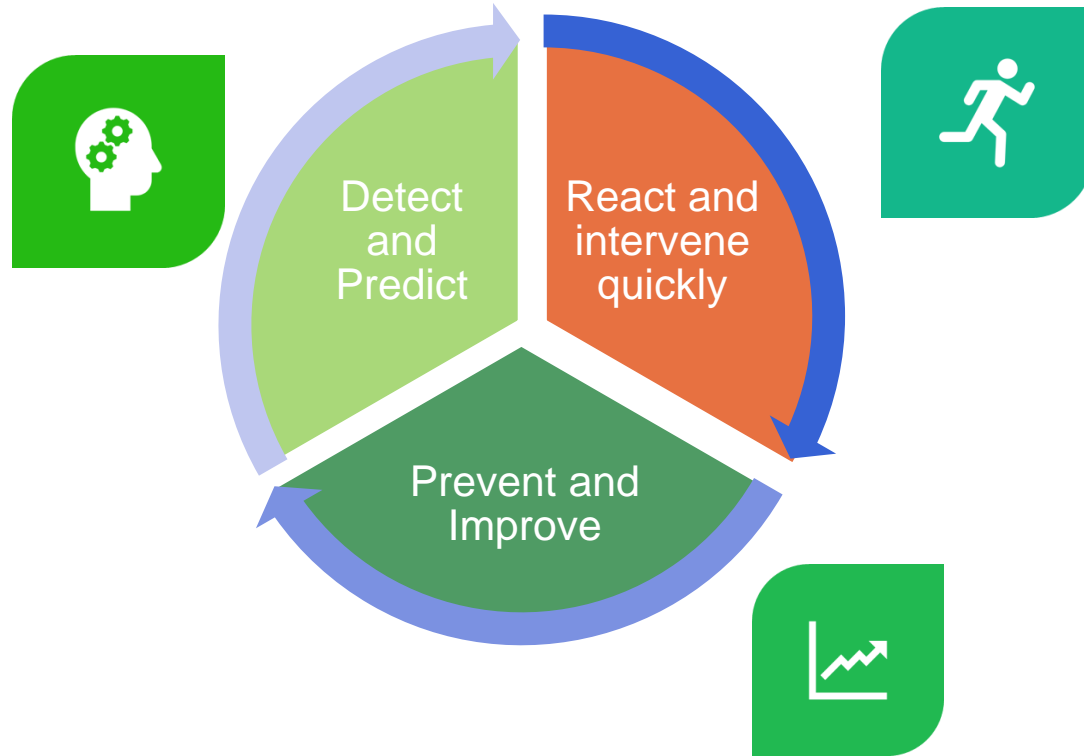 Detect
and
Predict
React and
intervene
quickly
Prevent and
Improve